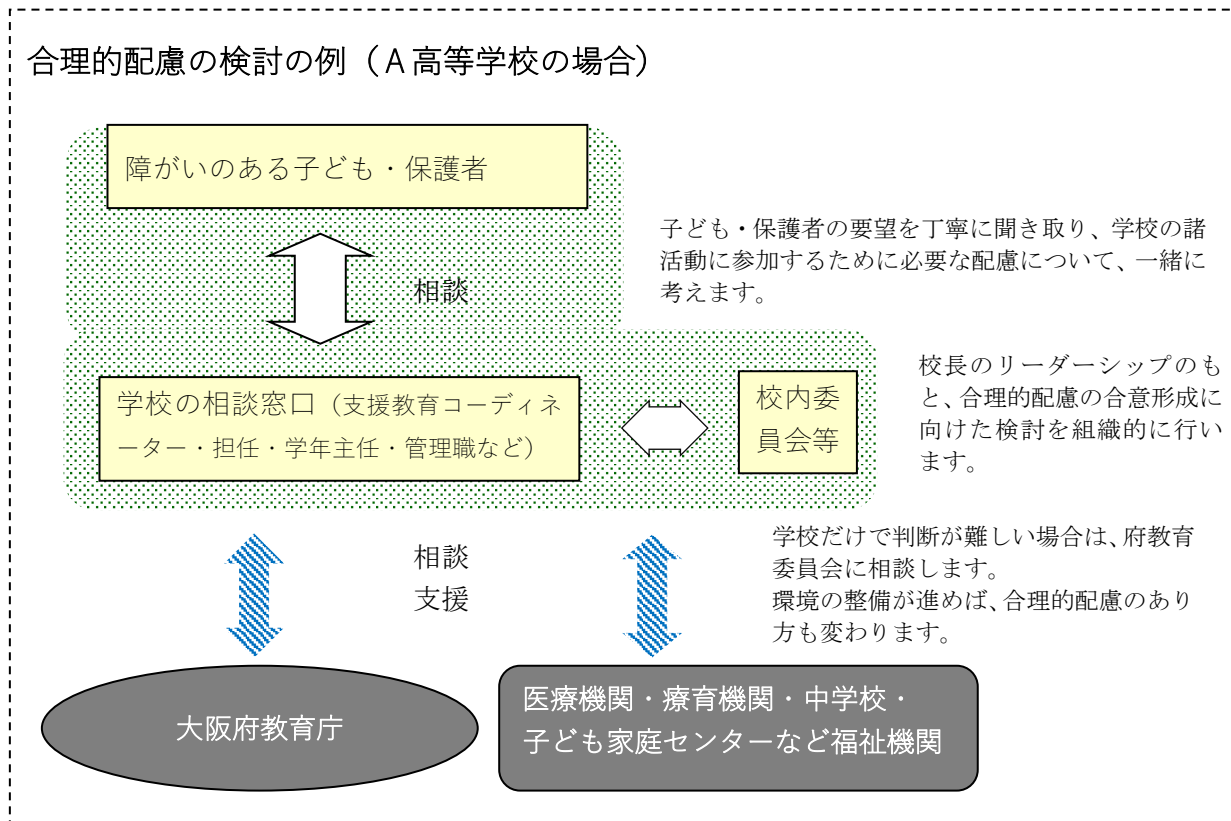 合理的配慮の検討の例（A高等学校の場合）
障がいのある子ども・保護者
子ども・保護者の要望を丁寧に聞き取り、学校の諸
活動に参加するために必要な配慮について、一緒に
考えます。
相談
学校の相談窓口（支援教育コーディネ
ーター・担任・学年主任・管理職など）
校内委
員会等
校長のリーダーシップのも
と、合理的配慮の合意形成に
向けた検討を組織的に行い
ます。
相談
支援
学校だけで判断が難しい場合は、府教育
委員会に相談します。
環境の整備が進めば、合理的配慮のあり
方も変わります。
大阪府教育庁
医療機関・療育機関・中学校・
子ども家庭センターなど福祉機関